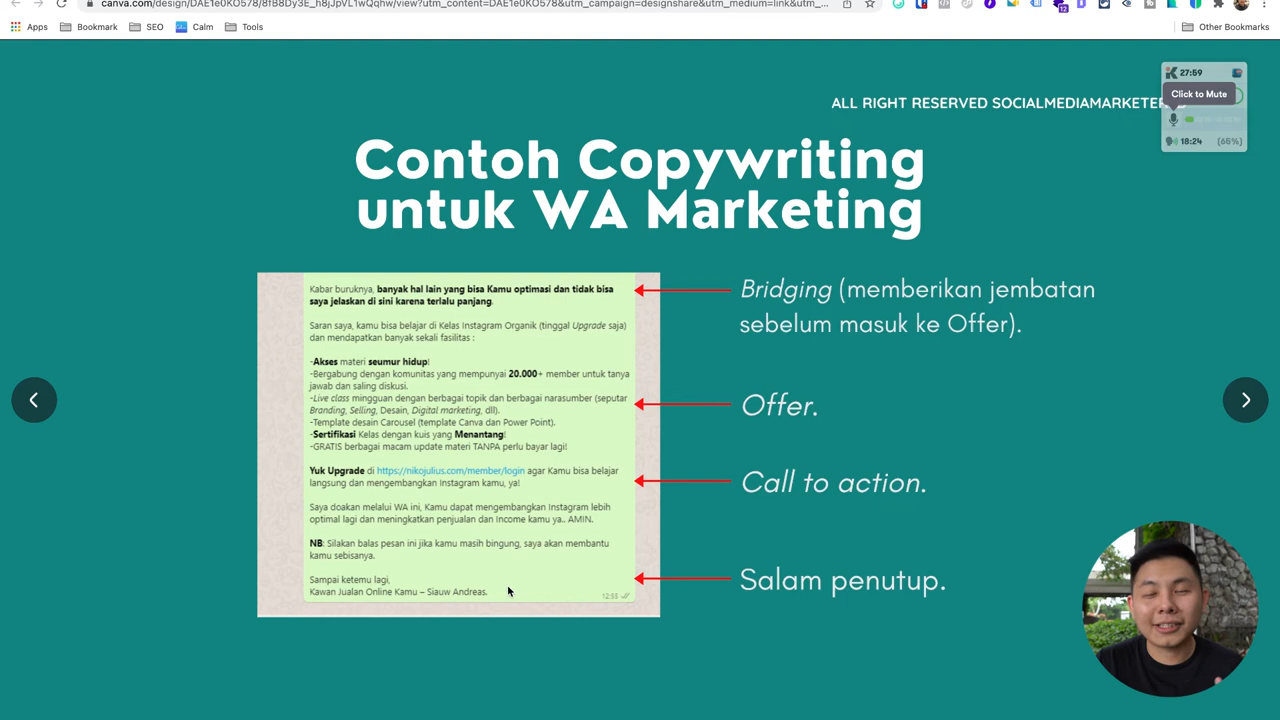 canva.com/design/DAE1e0KO578/8fB8Dy3E_h8jJpVL1wQqhw/view?utm_content=DAE1e0KO578&utm_campaign=designshare&utm_medium=link&utm_...
Apps Bookmark SEO Calm Tools Other Bookmarks
27:59
Click to Mute
18:24 (65%)
ALL RIGHT RESERVED SOCIALMEDIAMARKETER
Contoh Copywriting
untuk WA Marketing
Kabar buruknya, banyak hal lain yang bisa Kamu optimasi dan tidak bisa
saya jelaskan di sini karena terlalu panjang.
Saran saya, kamu bisa belajar di Kelas Instagram Organik (tinggal Upgrade saja)
dan mendapatkan banyak sekali fasilitas :
-Akses materi seumur hidup!
-Bergabung dengan komunitas yang mempunyai 20.000+ member untuk tanya
jawab dan saling diskusi.
-Live class mingguan dengan berbagai topik dan berbagai narasumber (seputar
Branding, Selling, Desain, Digital marketing, dll).
-Template desain Carousel (template Canva dan Power Point).
-Sertifikasi Kelas dengan kuis yang Menantang!
-GRATIS berbagai macam update materi TANPA perlu bayar lagi!
Yuk Upgrade di https://nikojulius.com/member/login agar Kamu bisa belajar
langsung dan mengembangkan Instagram kamu, ya!
Saya doakan melalui WA ini, Kamu dapat mengembangkan Instagram lebih
optimal lagi dan meningkatkan penjualan dan Income kamu ya.. AMIN.
NB: Silakan balas pesan ini jika kamu masih bingung, saya akan membantu
kamu sebisanya.
Sampai ketemu lagi,
Kawan Jualan Online Kamu – Siauw Andreas.
12:55
Bridging (memberikan jembatan
sebelum masuk ke Offer).
Offer.
Call to action.
Salam penutup.